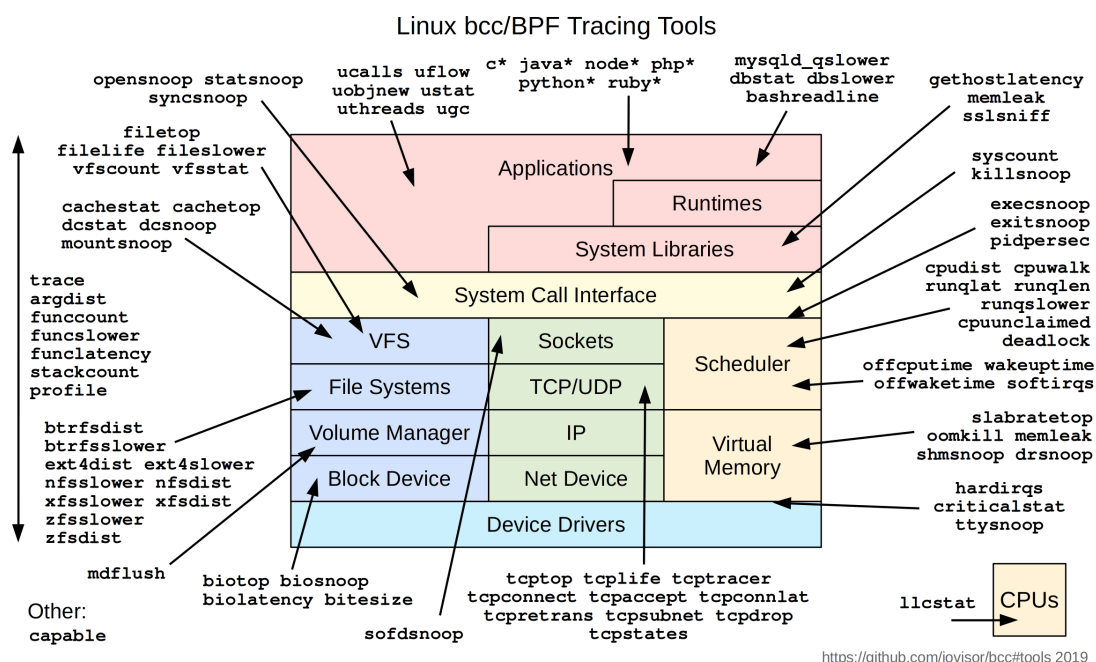 Linux bcc/BPF Tracing Tools
opensnoop statsnoop
syncsnoop
ucalls uflow
uobjnew ustat
uthreads ugc
c* java* node* php*
python* ruby*
mysqld_qslower
dbstat dbslower
bashreadline
gethostlatency
memleak
sslsniff
filetop
filelife fileslower
vfscount vfsstat
syscount
killsnoop
cachestat cachetop
dcstat dcsnoop
mountsnoop
execsnoop
exitsnoop
pidpersec
trace
argdist
funccount
funcslower
funclatency
stackcount
profile
cpudist cpuwalk
runqlat runqlen
runqslower
cpuunclaimed
deadlock
offcputime wakeuptime
offwaketime softirqs
Applications
Runtimes
System Libraries
System Call Interface
VFS
Sockets
Scheduler
File Systems
TCP/UDP
Volume Manager
IP
Virtual
Memory
Block Device
Net Device
Device Drivers
btrfsdist
btrfsslower
ext4dist ext4slower
nfsslower nfsdist
xfsslower xfsdist
zfsslower
zfsdist
slabratetop
oomkill memleak
shmsnoop drsnoop
hardirqs
criticalstat
ttysnoop
mdflush
biotop biosnoop
biolatency bitesize
sofdsnoop
tcptop tcplife tcptracer
tcpconnect tcpaccept tcpconnlat
tcpretrans tcpsubnet tcpdrop
tcpstates
llcstat
CPUs
Other:
capable
https://github.com/iovisor/bcc#tools 2019